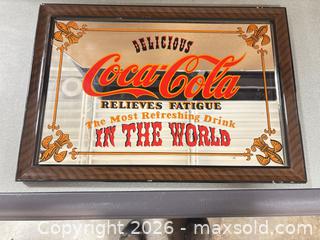 DELICIOUS
Coca-Cola
RELIEVES FATIGUE
The Most Refreshing Drink
IN THE WORLD
© Copyright 2026 - maxsold.com